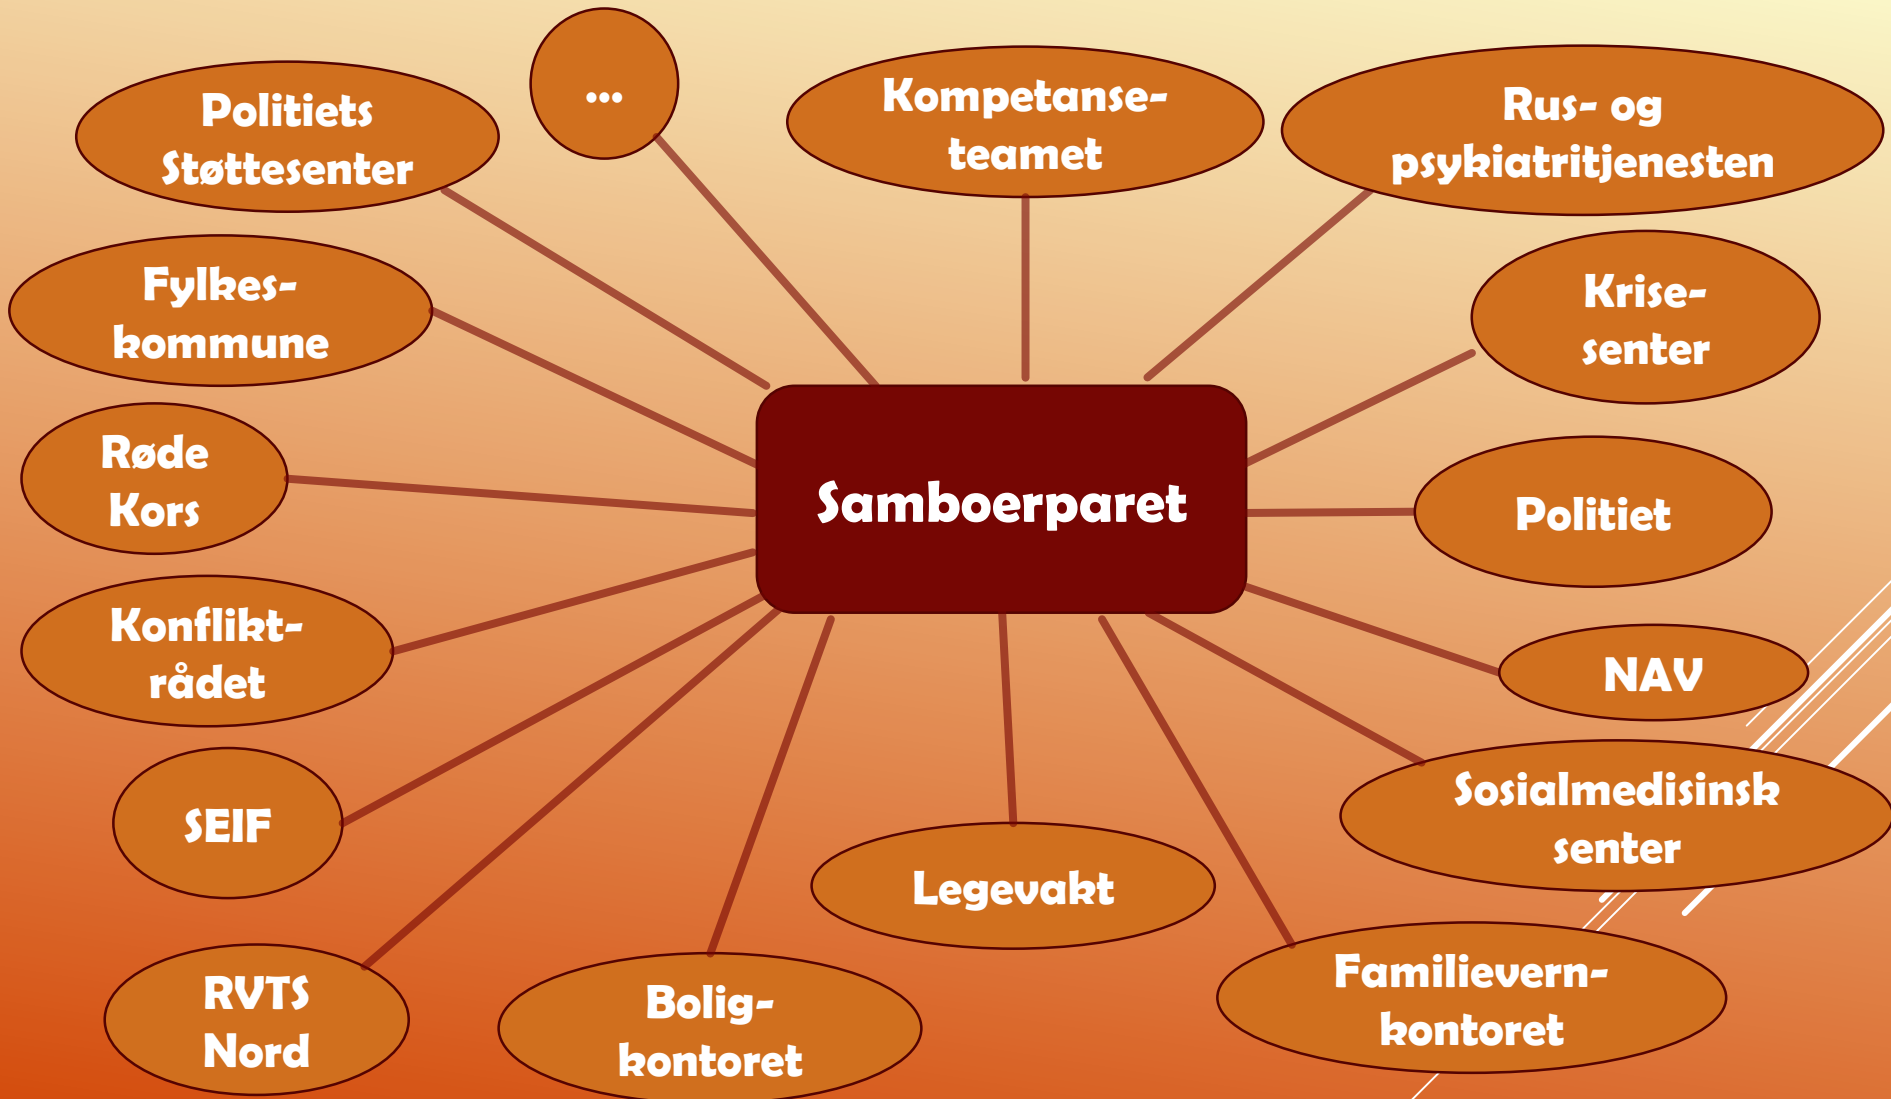 ...
Kompetanse-
teamet
Rus- og
psykiatritjenesten
Politiets
Støttesenter
Krise-
senter
Fylkes-
kommune
Røde
Kors
Samboerparet
Politiet
Konflikt-
rådet
NAV
SEIF
Sosialmedisinsk
senter
Legevakt
Familievern-
kontoret
RVTS
Nord
Bolig-
kontoret